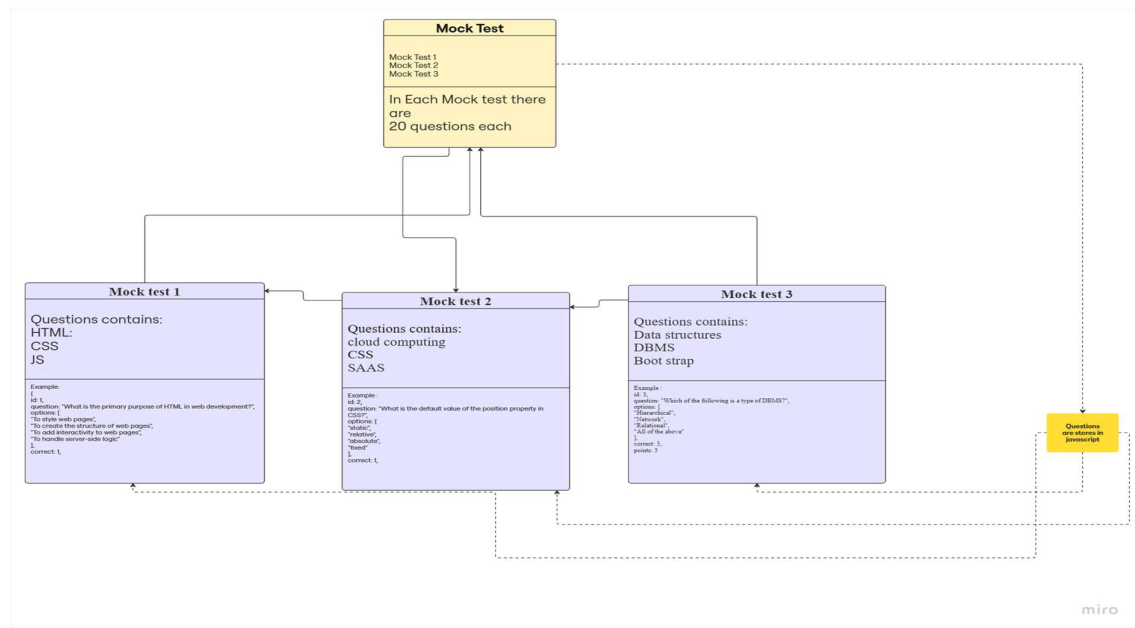 Mock Test
Mock Test 1
Mock Test 2
Mock Test 3
In Each Mock test there
are
20 questions each
Mock test 1
Questions contains:
HTML:
CSS
JS
Example:
{
id: 1,
question: "What is the primary purpose of HTML in web development?",
options: [
"To style web pages",
"To create the structure of web pages",
"To add interactivity to web pages",
"To handle server-side logic"
],
correct: 1,
Mock test 2
Questions contains:
cloud computing
CSS
SAAS
Example:
id: 2,
question: "What is the default value of the position property in
CSS?",
options: [
"static",
"relative",
"absolute",
"fixed"
],
correct: 1,
Mock test 3
Questions contains:
Data structures
DBMS
Boot strap
Example :
id: 3,
question: "Which of the following is a type of DBMS?",
options: [
"Hierarchical",
"Network",
"Relational",
"All of the above"
],
correct: 3,
points: 5
Questions
are stores in
javascript
miro